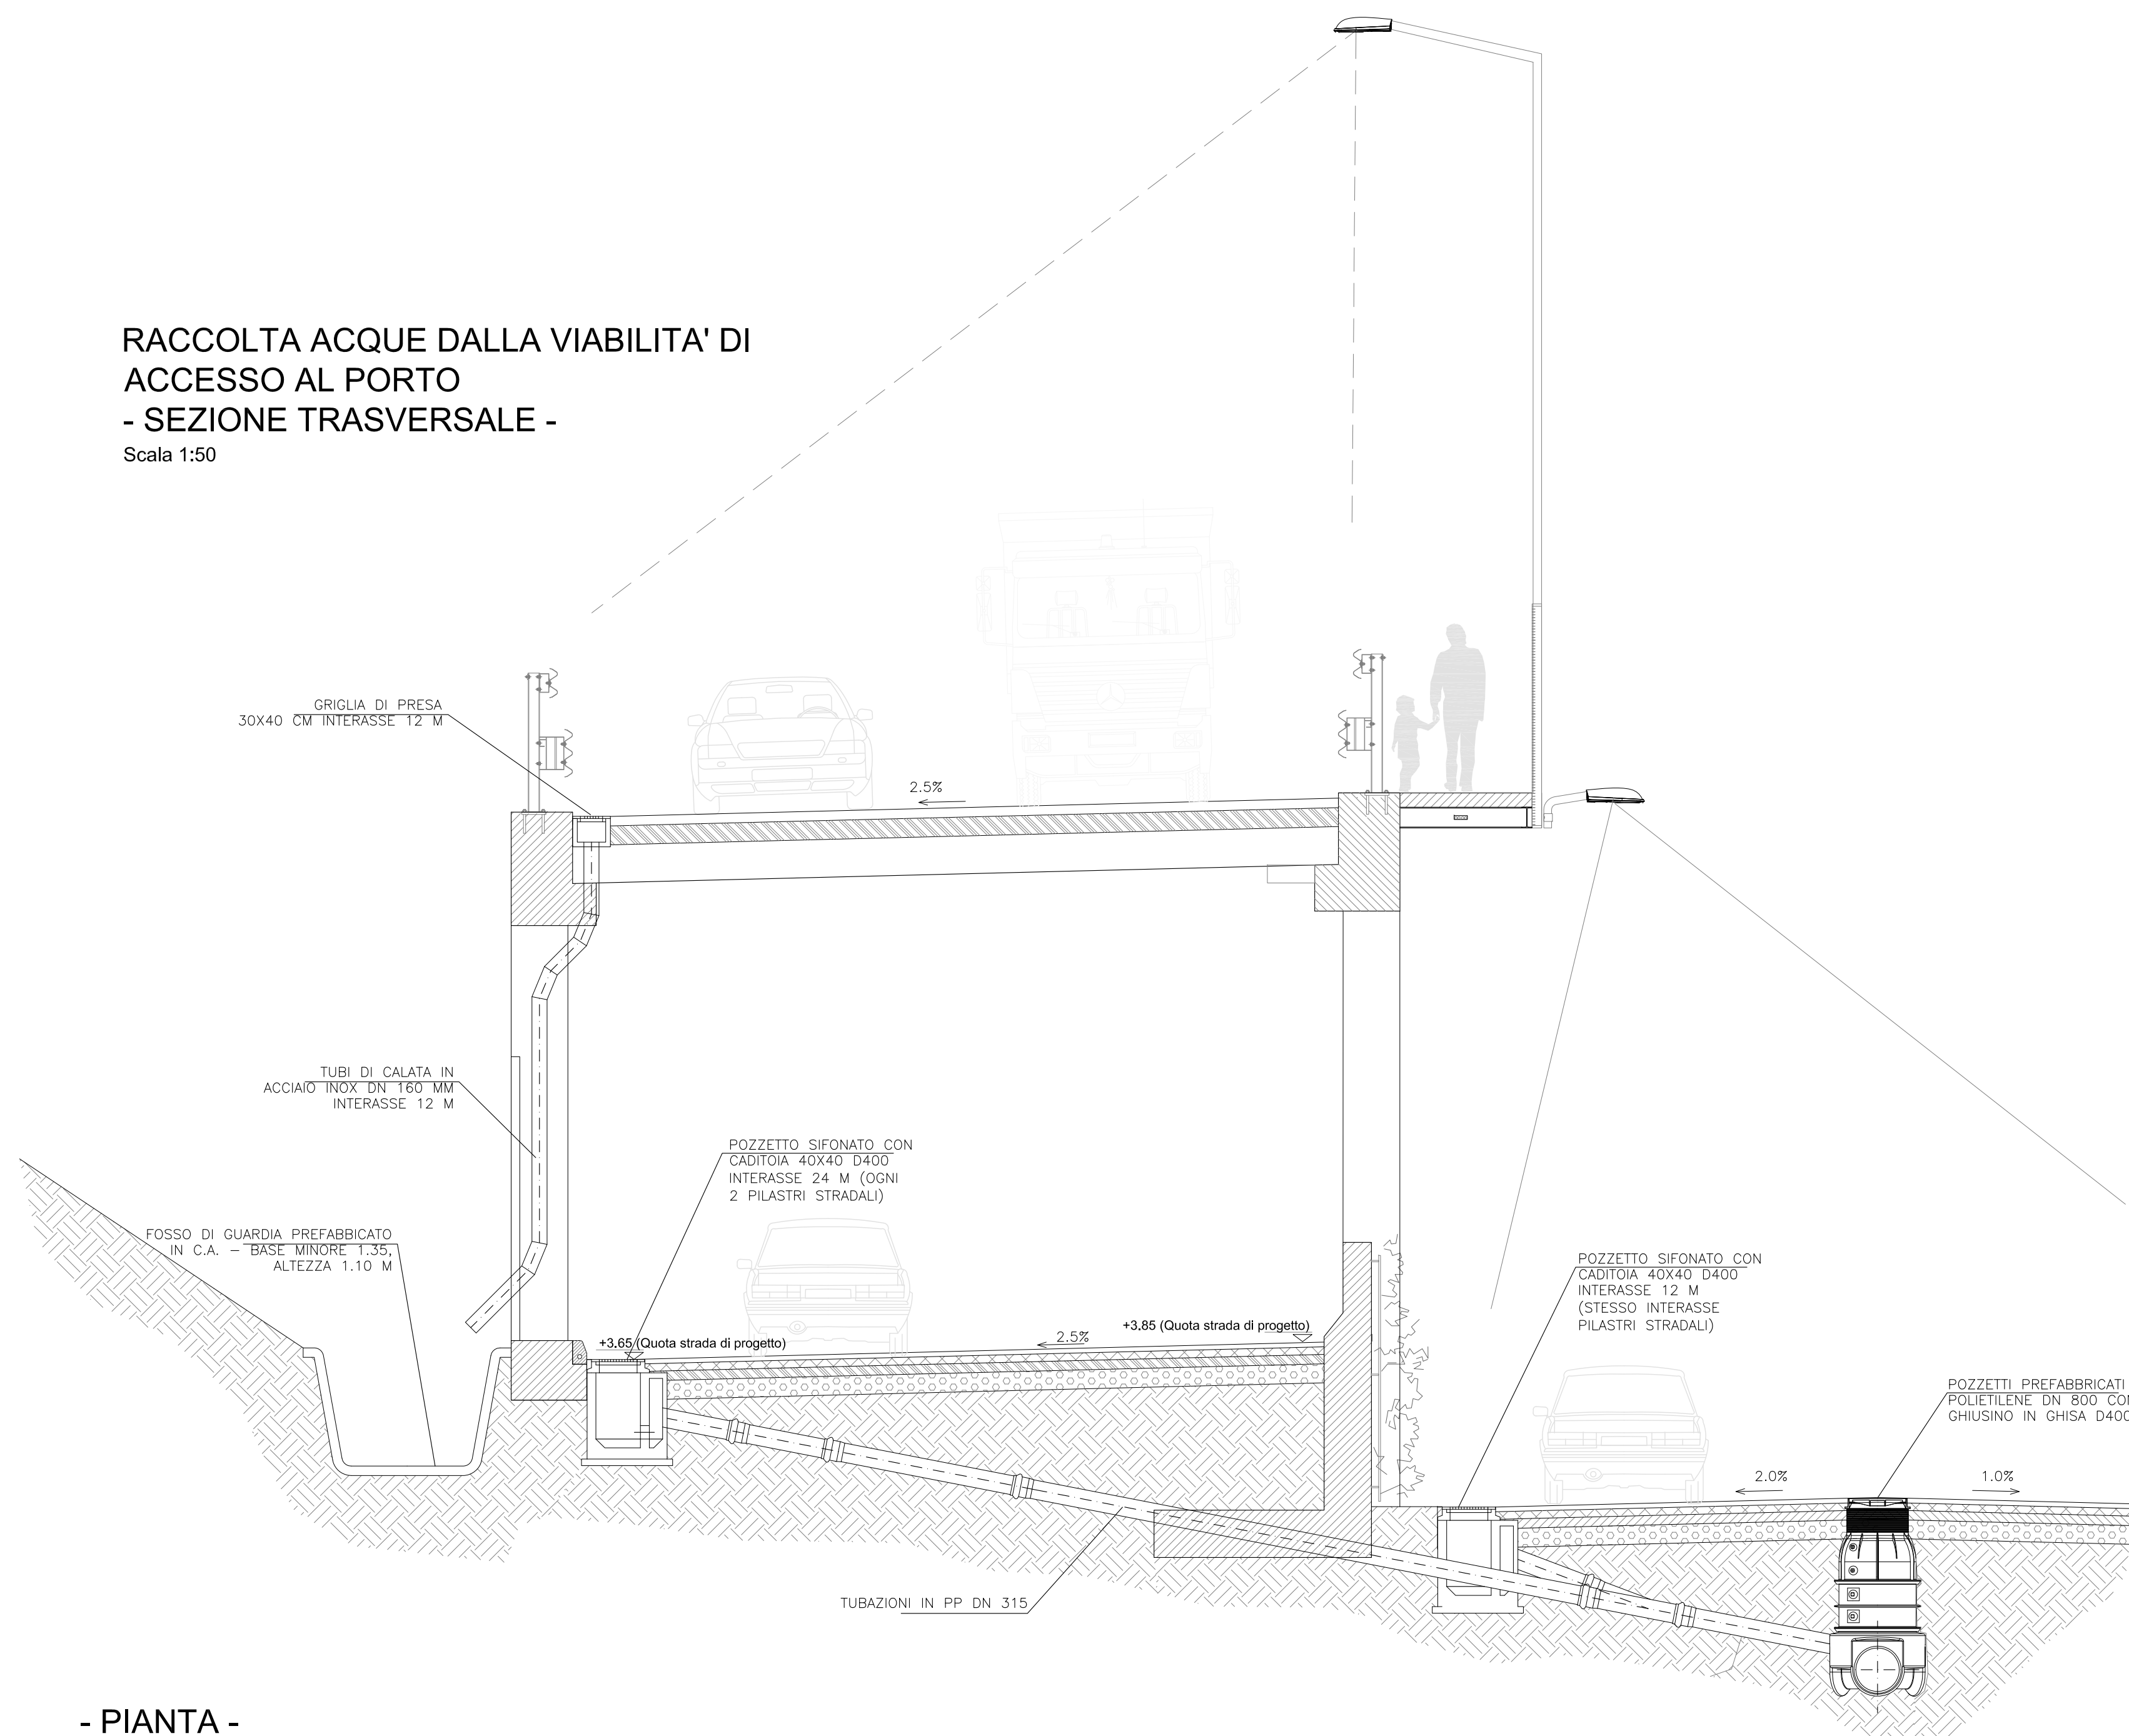 RACCOLTA ACQUE DALLA VIABILITA' DI
ACCESSO AL PORTO
- SEZIONE TRASVERSALE -
Scala 1:50
GRIGLIA DI PRESA
30X40 CM INTERASSE 12 M
2.5%
TUBI DI CALATA IN
ACCIAIO INOX DN 160 MM
INTERASSE 12 M
POZZETTO SIFONATO CON
CADITOIA 40X40 D400
INTERASSE 24 M (OGNI
2 PILASTRI STRADALI)
FOSSO DI GUARDIA PREFABBICATO
IN C.A. – BASE MINORE 1.35,
ALTEZZA 1.10 M
+3.65 (Quota strada di progetto)
2.5%
+3,85 (Quota strada di progetto)
POZZETTO SIFONATO CON
CADITOIA 40X40 D400
INTERASSE 12 M
(STESSO INTERASSE
PILASTRI STRADALI)
POZZETTI PREFABBRICATI
POLIETILENE DN 800 CON
GHIUSINO IN GHISA D400
2.0%
1.0%
TUBAZIONI IN PP DN 315
- PIANTA -